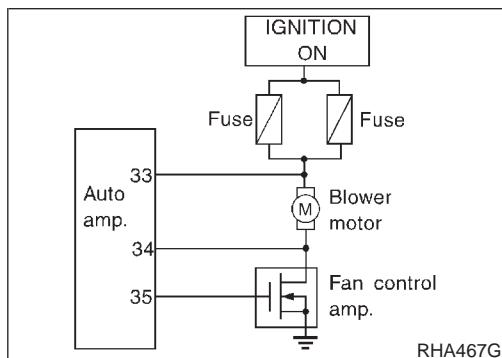 IGNITION
ON
Fuse
Fuse
33
Auto
amp.
Blower
motor
M
34
35
Fan control
amp.
RHA467G